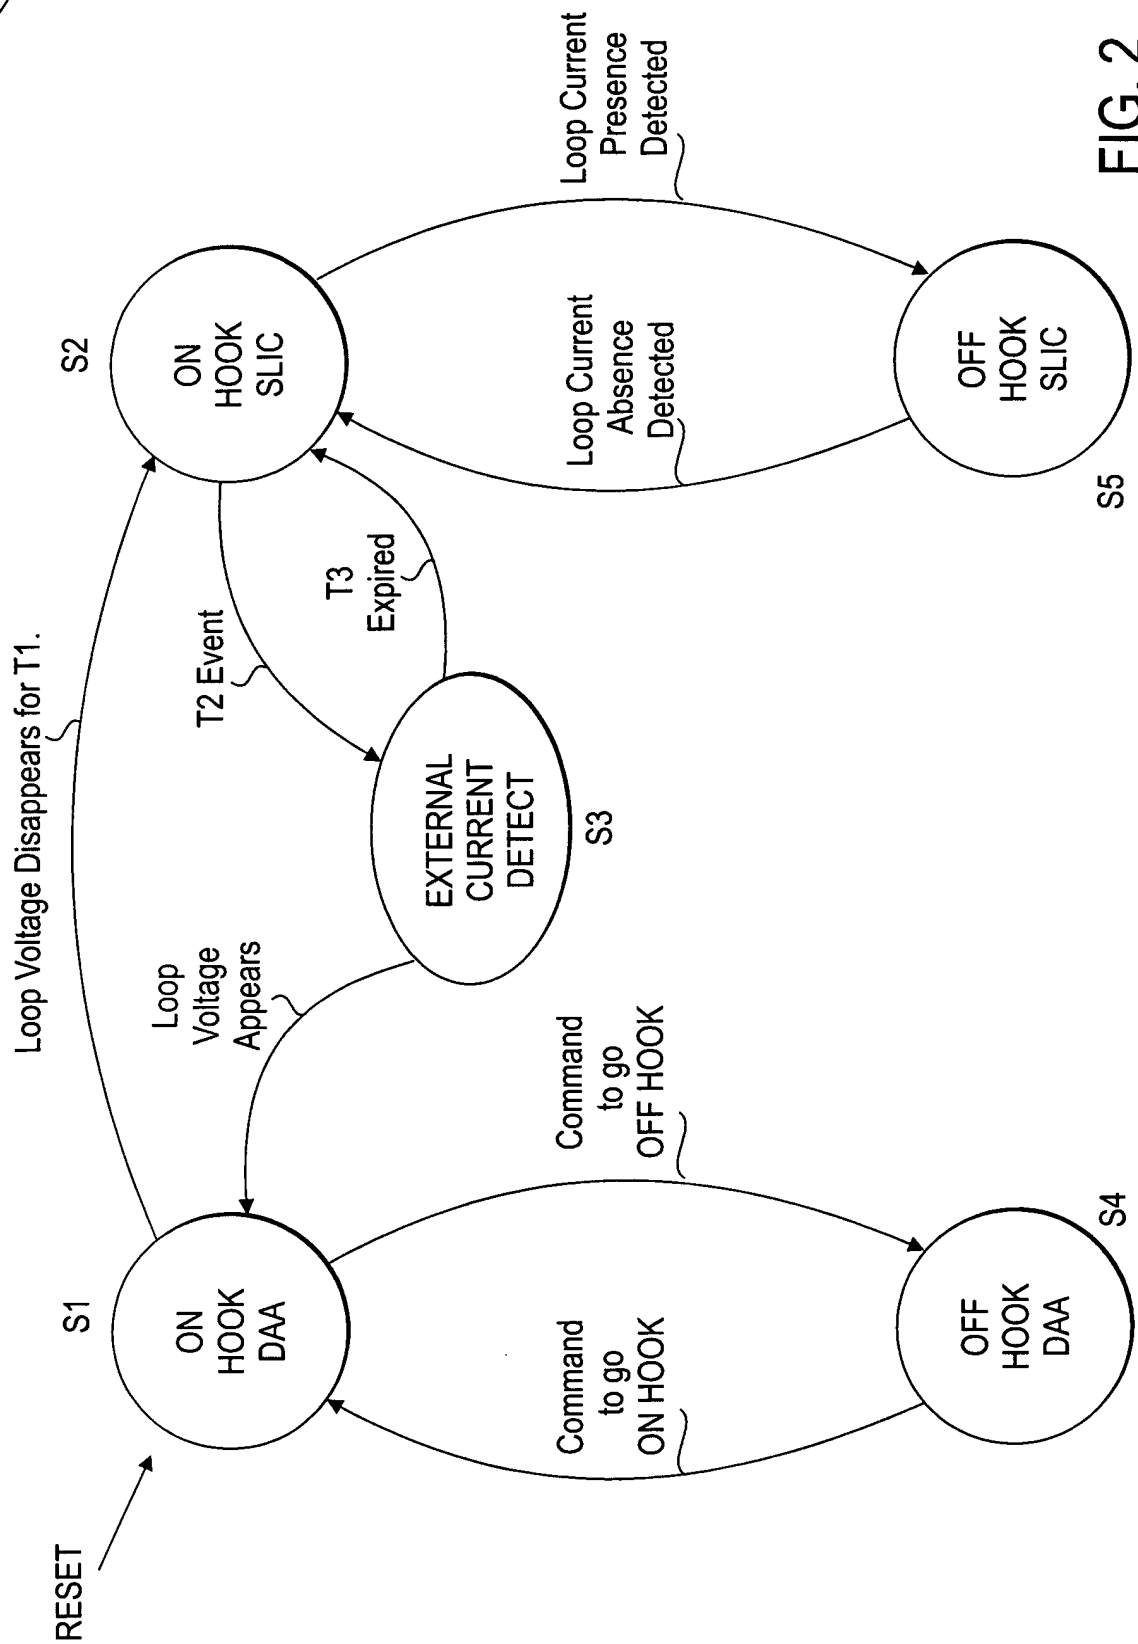 RESET
S1
ON
HOOK
DAA
Loop Voltage Disappears for T1.
S2
ON
HOOK
SLIC
Loop
Voltage
Appears
T2 Event
T3
Expired
EXTERNAL
CURRENT
DETECT
S3
Command
to go
ON HOOK
Command
to go
OFF HOOK
Loop Current
Absence
Detected
Loop Current
Presence
Detected
OFF
HOOK
DAA
S4
OFF
HOOK
SLIC
S5
FIG. 2